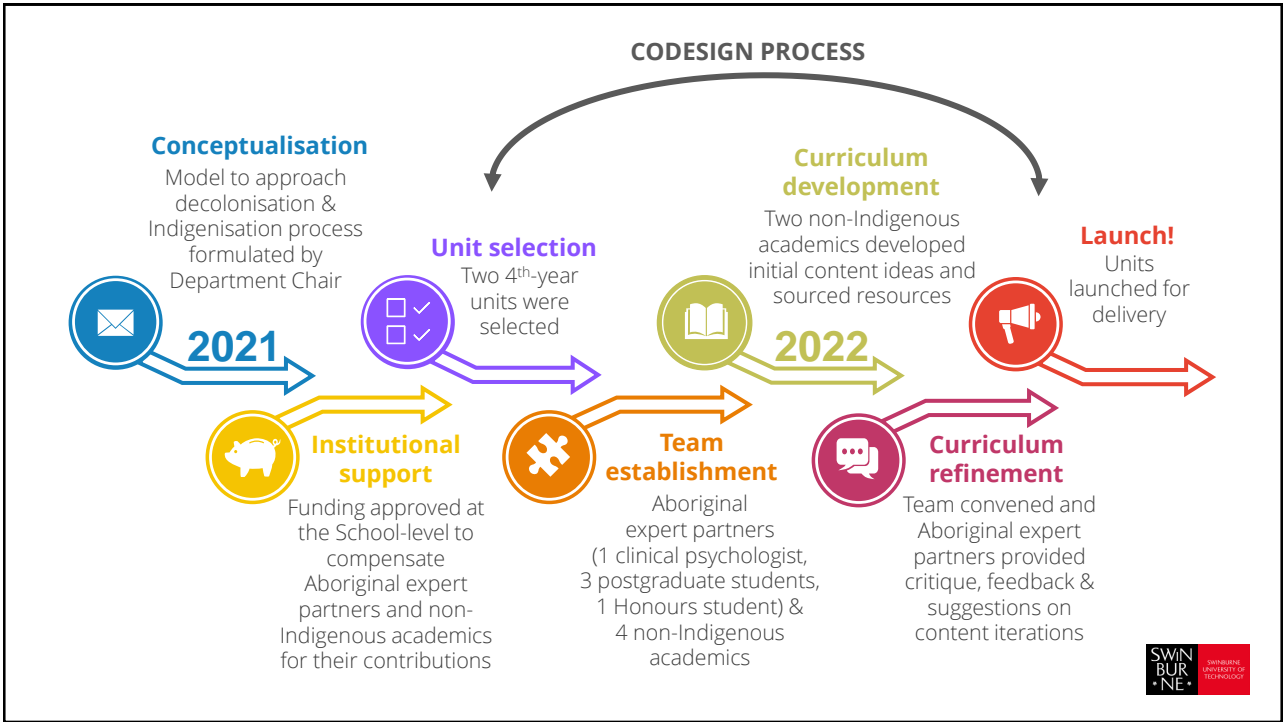 CODESIGN PROCESS
Conceptualisation
Model to approach
decolonisation &
Indigenisation process
formulated by
Department Chair
2021
Institutional
support
Funding approved at
the School-level to
compensate
Aboriginal expert
partners and non-
Indigenous academics
for their contributions
Unit selection
Two 4th-year
units were
selected
Team
establishment
Aboriginal
expert partners
(1 clinical psychologist,
3 postgraduate students,
1 Honours student) &
4 non-Indigenous
academics
Curriculum
development
Two non-Indigenous
academics developed
initial content ideas and
sourced resources
2022
Curriculum
refinement
Team convened and
Aboriginal expert
partners provided
critique, feedback &
suggestions on
content iterations
Launch!
Units
launched for
delivery
SWIN
BUR
* NE *
SWINBURNE
UNIVERSITY OF
TECHNOLOGY